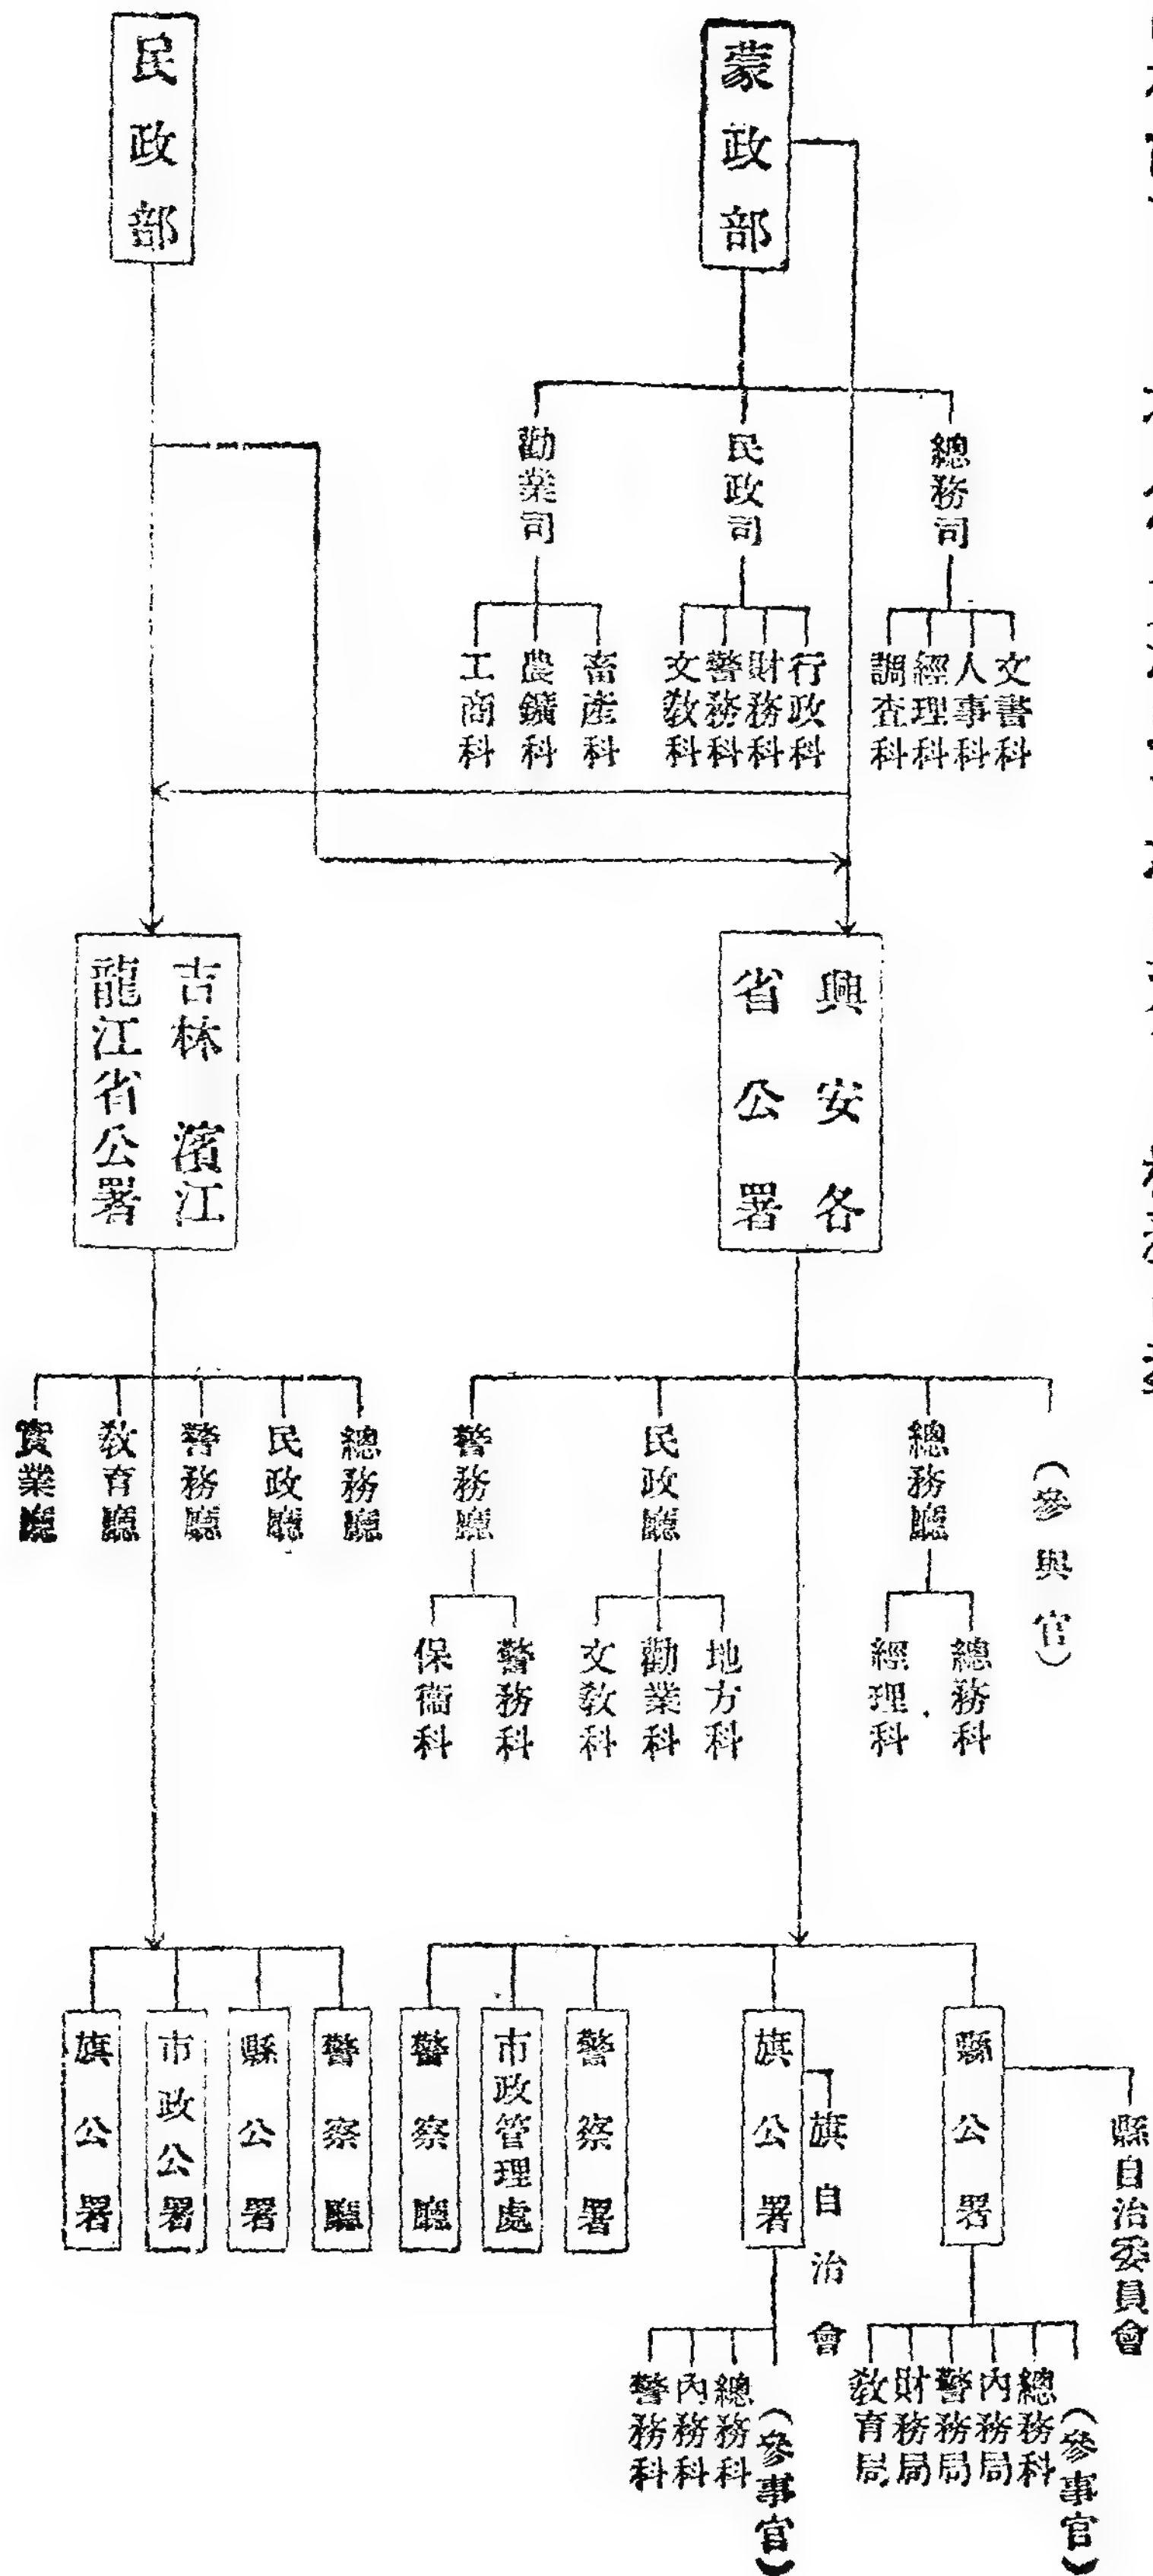 蒙政部
民政部
總務司
民政司
勸業司
文書科
人事科
經理科
調査科
行政科
財務科
警務科
文敎科
畜産科
農鑛科
工商科
興安各
省公署
吉林 濱江
龍江省公署
(參與官)
總務廳
民政廳
警務廳
總務科
經理科
地方科
勸業科
文敎科
警務科
保衞科
總務廳
民政廳
警務廳
敎育廳
實業廳
縣公署
旗公署
警察署
市政管理處
警察廳
警察廳
縣公署
市政公署
旗公署
縣自治委員會
旗自治會
(參事官)
總務科
內務局
警務局
財務局
敎育局
(參事官)
總務科
內務科
警務科